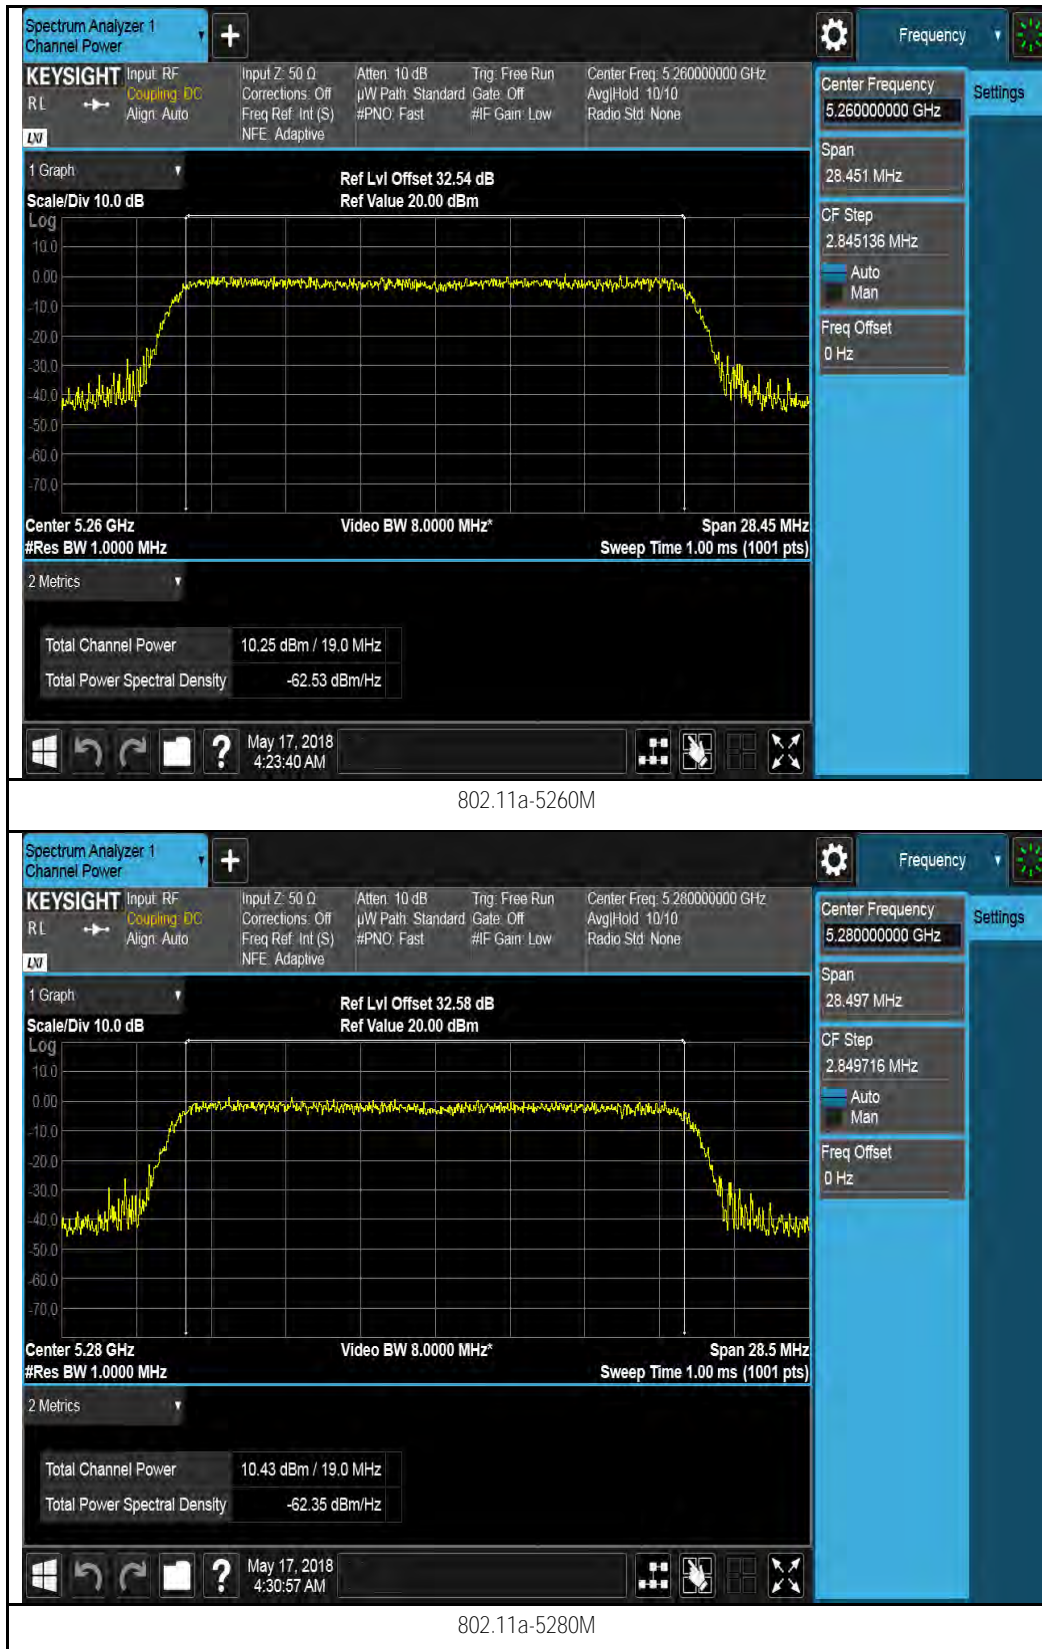 Spectrum Analyzer 1
Channel Power
+
Frequency
KEYSIGHT Input: RF Input Z: 50 Ω Atten: 10 dB Trig: Free Run Center Freq: 5.260000000 GHz
RL Coupling: DC Corrections: Off µW Path: Standard Gate: Off Avg|Hold: 10/10
Align: Auto Freq Ref: Int (S) #PNO: Fast #IF Gain: Low Radio Std: None
LXI NFE: Adaptive
Center Frequency
5.260000000 GHz
Settings
Span
28.451 MHz
CF Step
2.845136 MHz
Auto
Man
Freq Offset
0 Hz
1 Graph
Ref Lvl Offset 32.54 dB
Scale/Div 10.0 dB Ref Value 20.00 dBm
Log
10.0
0.00
-10.0
-20.0
-30.0
-40.0
-50.0
-60.0
-70.0
Center 5.26 GHz Video BW 8.0000 MHz* Span 28.45 MHz
#Res BW 1.0000 MHz Sweep Time 1.00 ms (1001 pts)
2 Metrics
Total Channel Power 10.25 dBm / 19.0 MHz
Total Power Spectral Density -62.53 dBm/Hz
? May 17, 2018
4:23:40 AM
802.11a-5260M
Spectrum Analyzer 1
Channel Power
+
Frequency
KEYSIGHT Input: RF Input Z: 50 Ω Atten: 10 dB Trig: Free Run Center Freq: 5.280000000 GHz
RL Coupling: DC Corrections: Off µW Path: Standard Gate: Off Avg|Hold: 10/10
Align: Auto Freq Ref: Int (S) #PNO: Fast #IF Gain: Low Radio Std: None
LXI NFE: Adaptive
Center Frequency
5.280000000 GHz
Settings
Span
28.497 MHz
CF Step
2.849716 MHz
Auto
Man
Freq Offset
0 Hz
1 Graph
Ref Lvl Offset 32.58 dB
Scale/Div 10.0 dB Ref Value 20.00 dBm
Log
10.0
0.00
-10.0
-20.0
-30.0
-40.0
-50.0
-60.0
-70.0
Center 5.28 GHz Video BW 8.0000 MHz* Span 28.5 MHz
#Res BW 1.0000 MHz Sweep Time 1.00 ms (1001 pts)
2 Metrics
Total Channel Power 10.43 dBm / 19.0 MHz
Total Power Spectral Density -62.35 dBm/Hz
? May 17, 2018
4:30:57 AM
802.11a-5280M